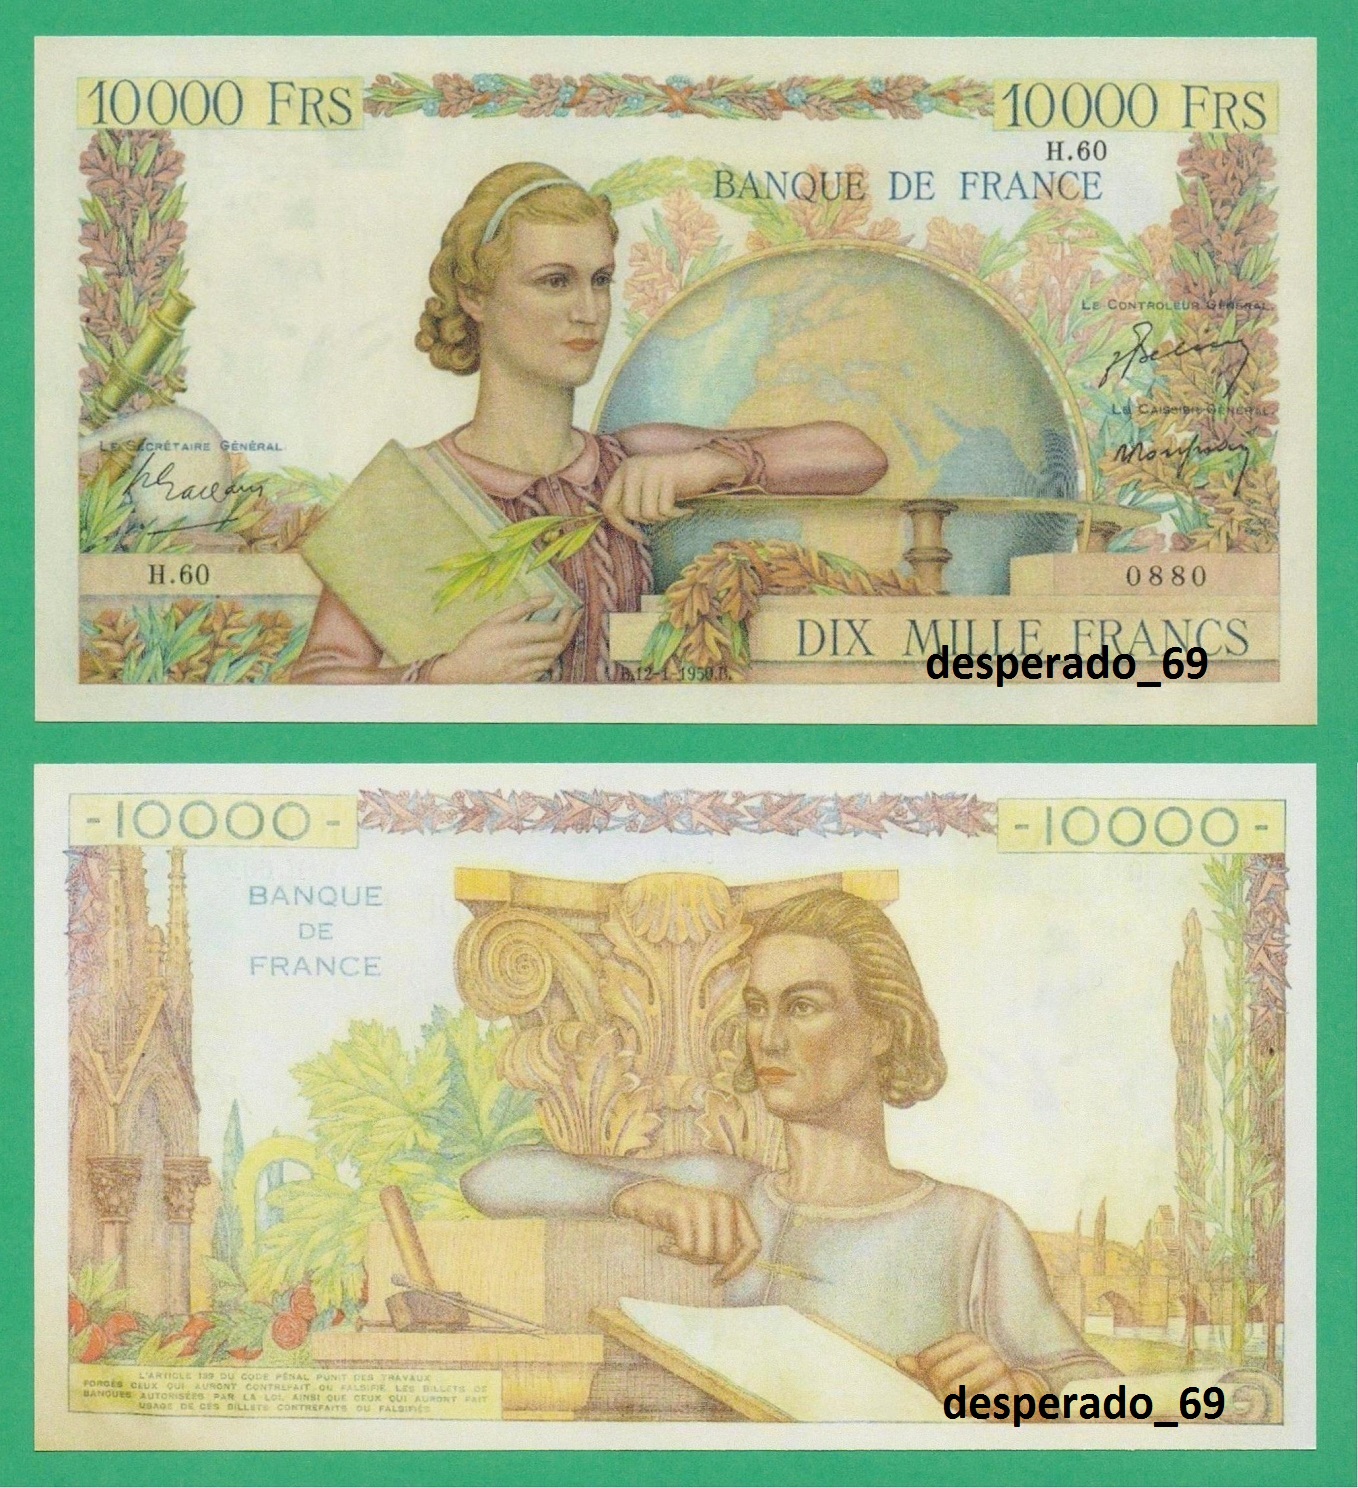 10000 FRS
10000 FRS
H.60
BANQUE DE FRANCE
LE CONTROLEUR GÉNÉRAL
LE CAISSIER GÉNÉRAL
LE SECRÉTAIRE GÉNÉRAL
H.60
0880
DIX MILLE FRANCS
desperado_69
B.12-1-1950.B.
-10000-
-10000-
BANQUE
DE
FRANCE
L'ARTICLE 139 DU CODE PÉNAL PUNIT DES TRAVAUX
FORCÉS CEUX QUI AURONT CONTREFAIT OU FALSIFIÉ LES BILLETS DE
BANQUES AUTORISÉES PAR LA LOI, AINSI QUE CEUX QUI AURONT FAIT
USAGE DE CES BILLETS CONTREFAITS OU FALSIFIÉS
desperado_69